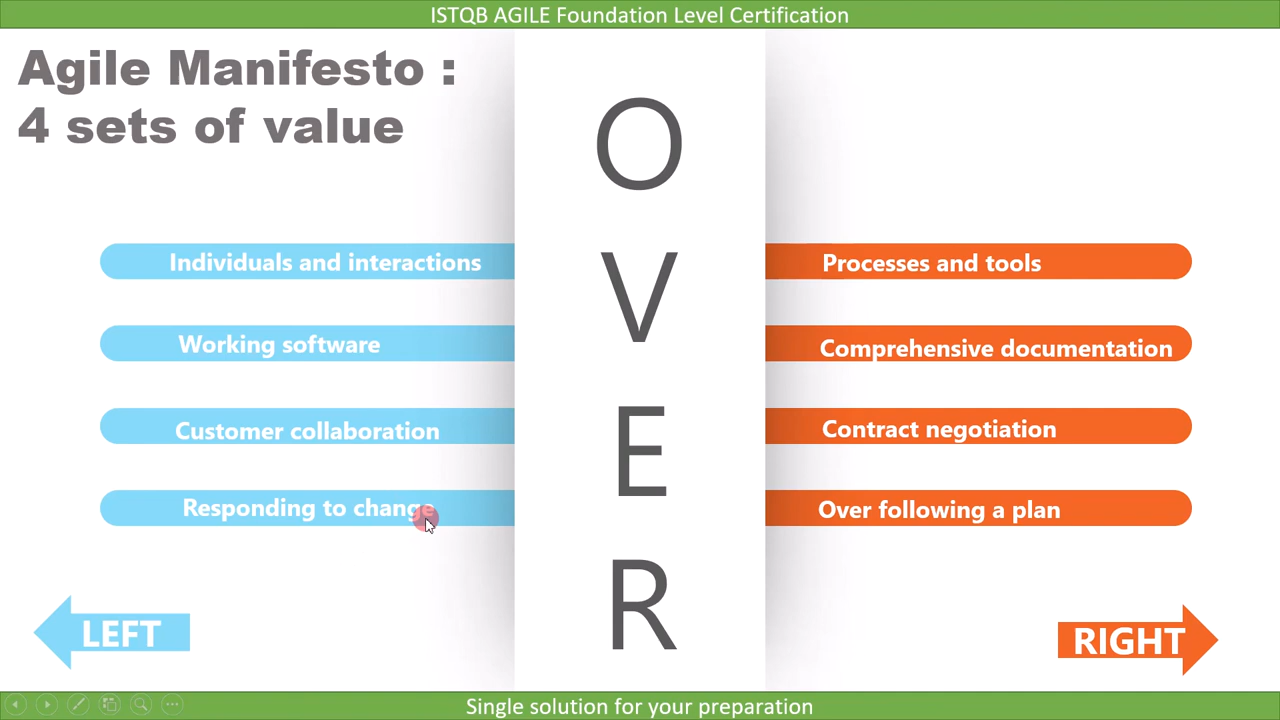 ISTQB AGILE Foundation Level Certification
Agile Manifesto :
4 sets of value
OVER
Individuals and interactions
Processes and tools
Working software
Comprehensive documentation
Customer collaboration
Contract negotiation
Responding to change
Over following a plan
LEFT
RIGHT
Single solution for your preparation